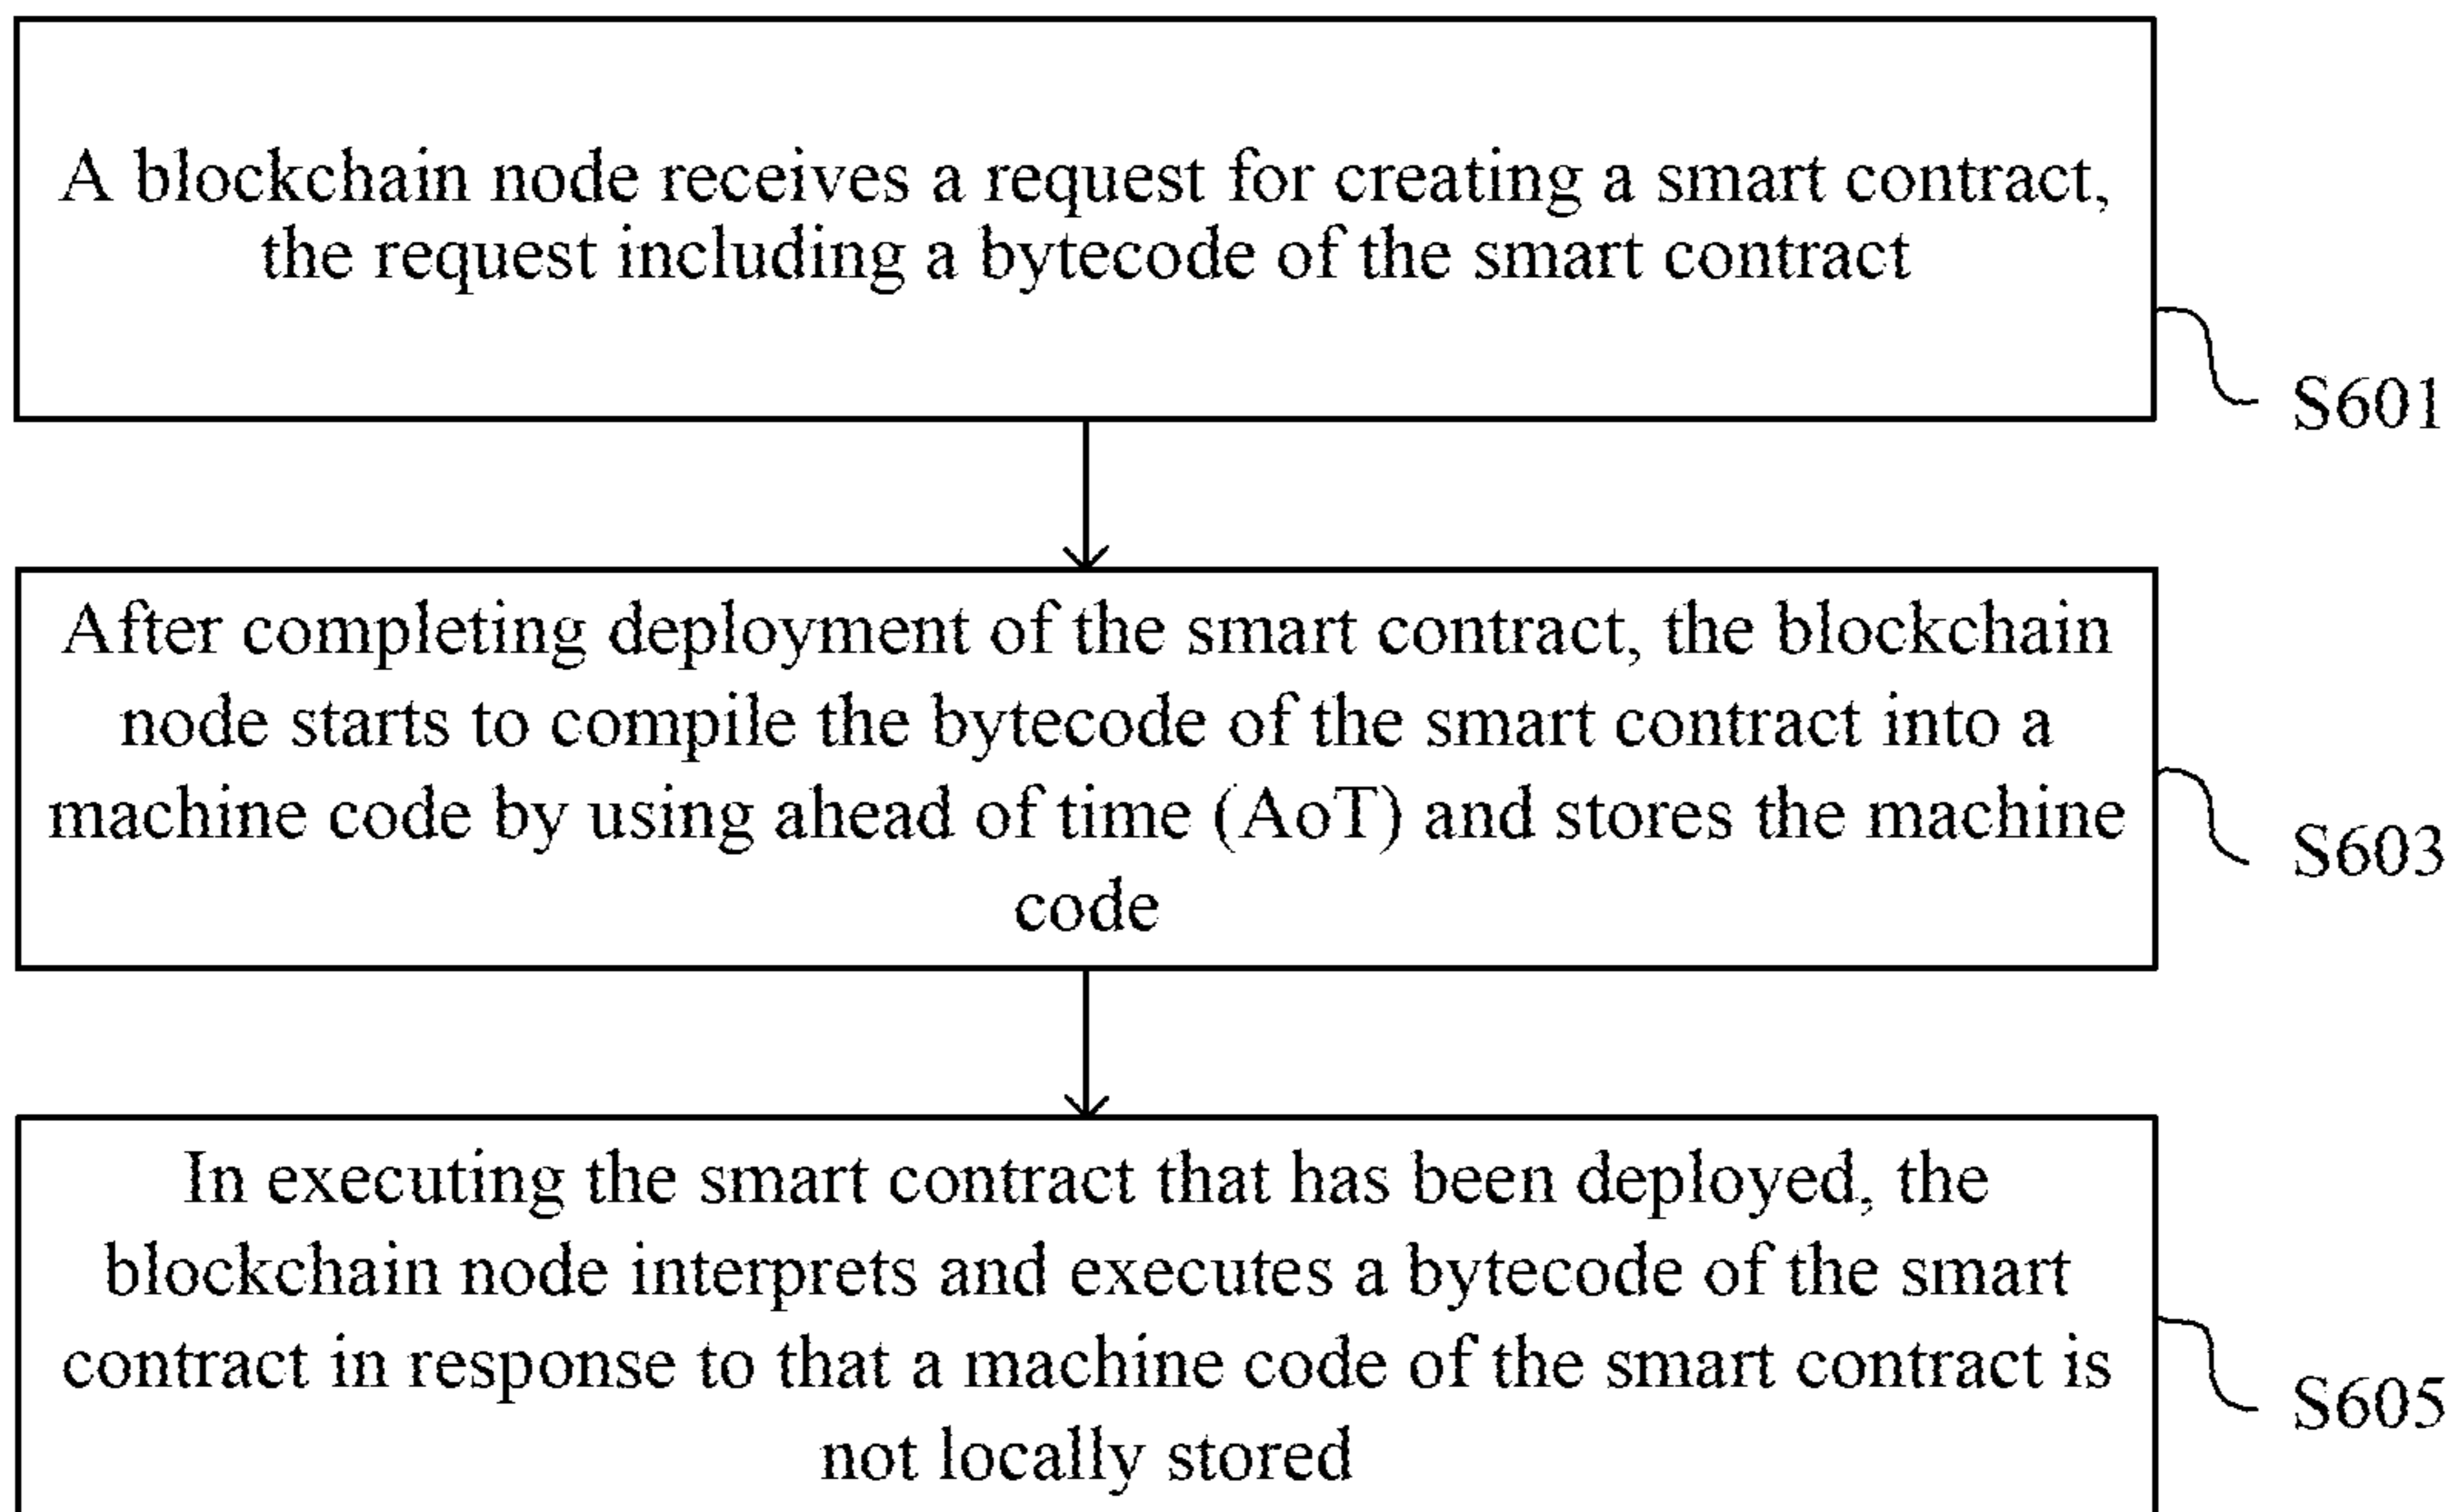 A blockchain node receives a request for creating a smart contract,
the request including a bytecode of the smart contract
S601
After completing deployment of the smart contract, the blockchain
node starts to compile the bytecode of the smart contract into a
machine code by using ahead of time (AoT) and stores the machine
code
S603
In executing the smart contract that has been deployed, the
blockchain node interprets and executes a bytecode of the smart
contract in response to that a machine code of the smart contract is
not locally stored
S605